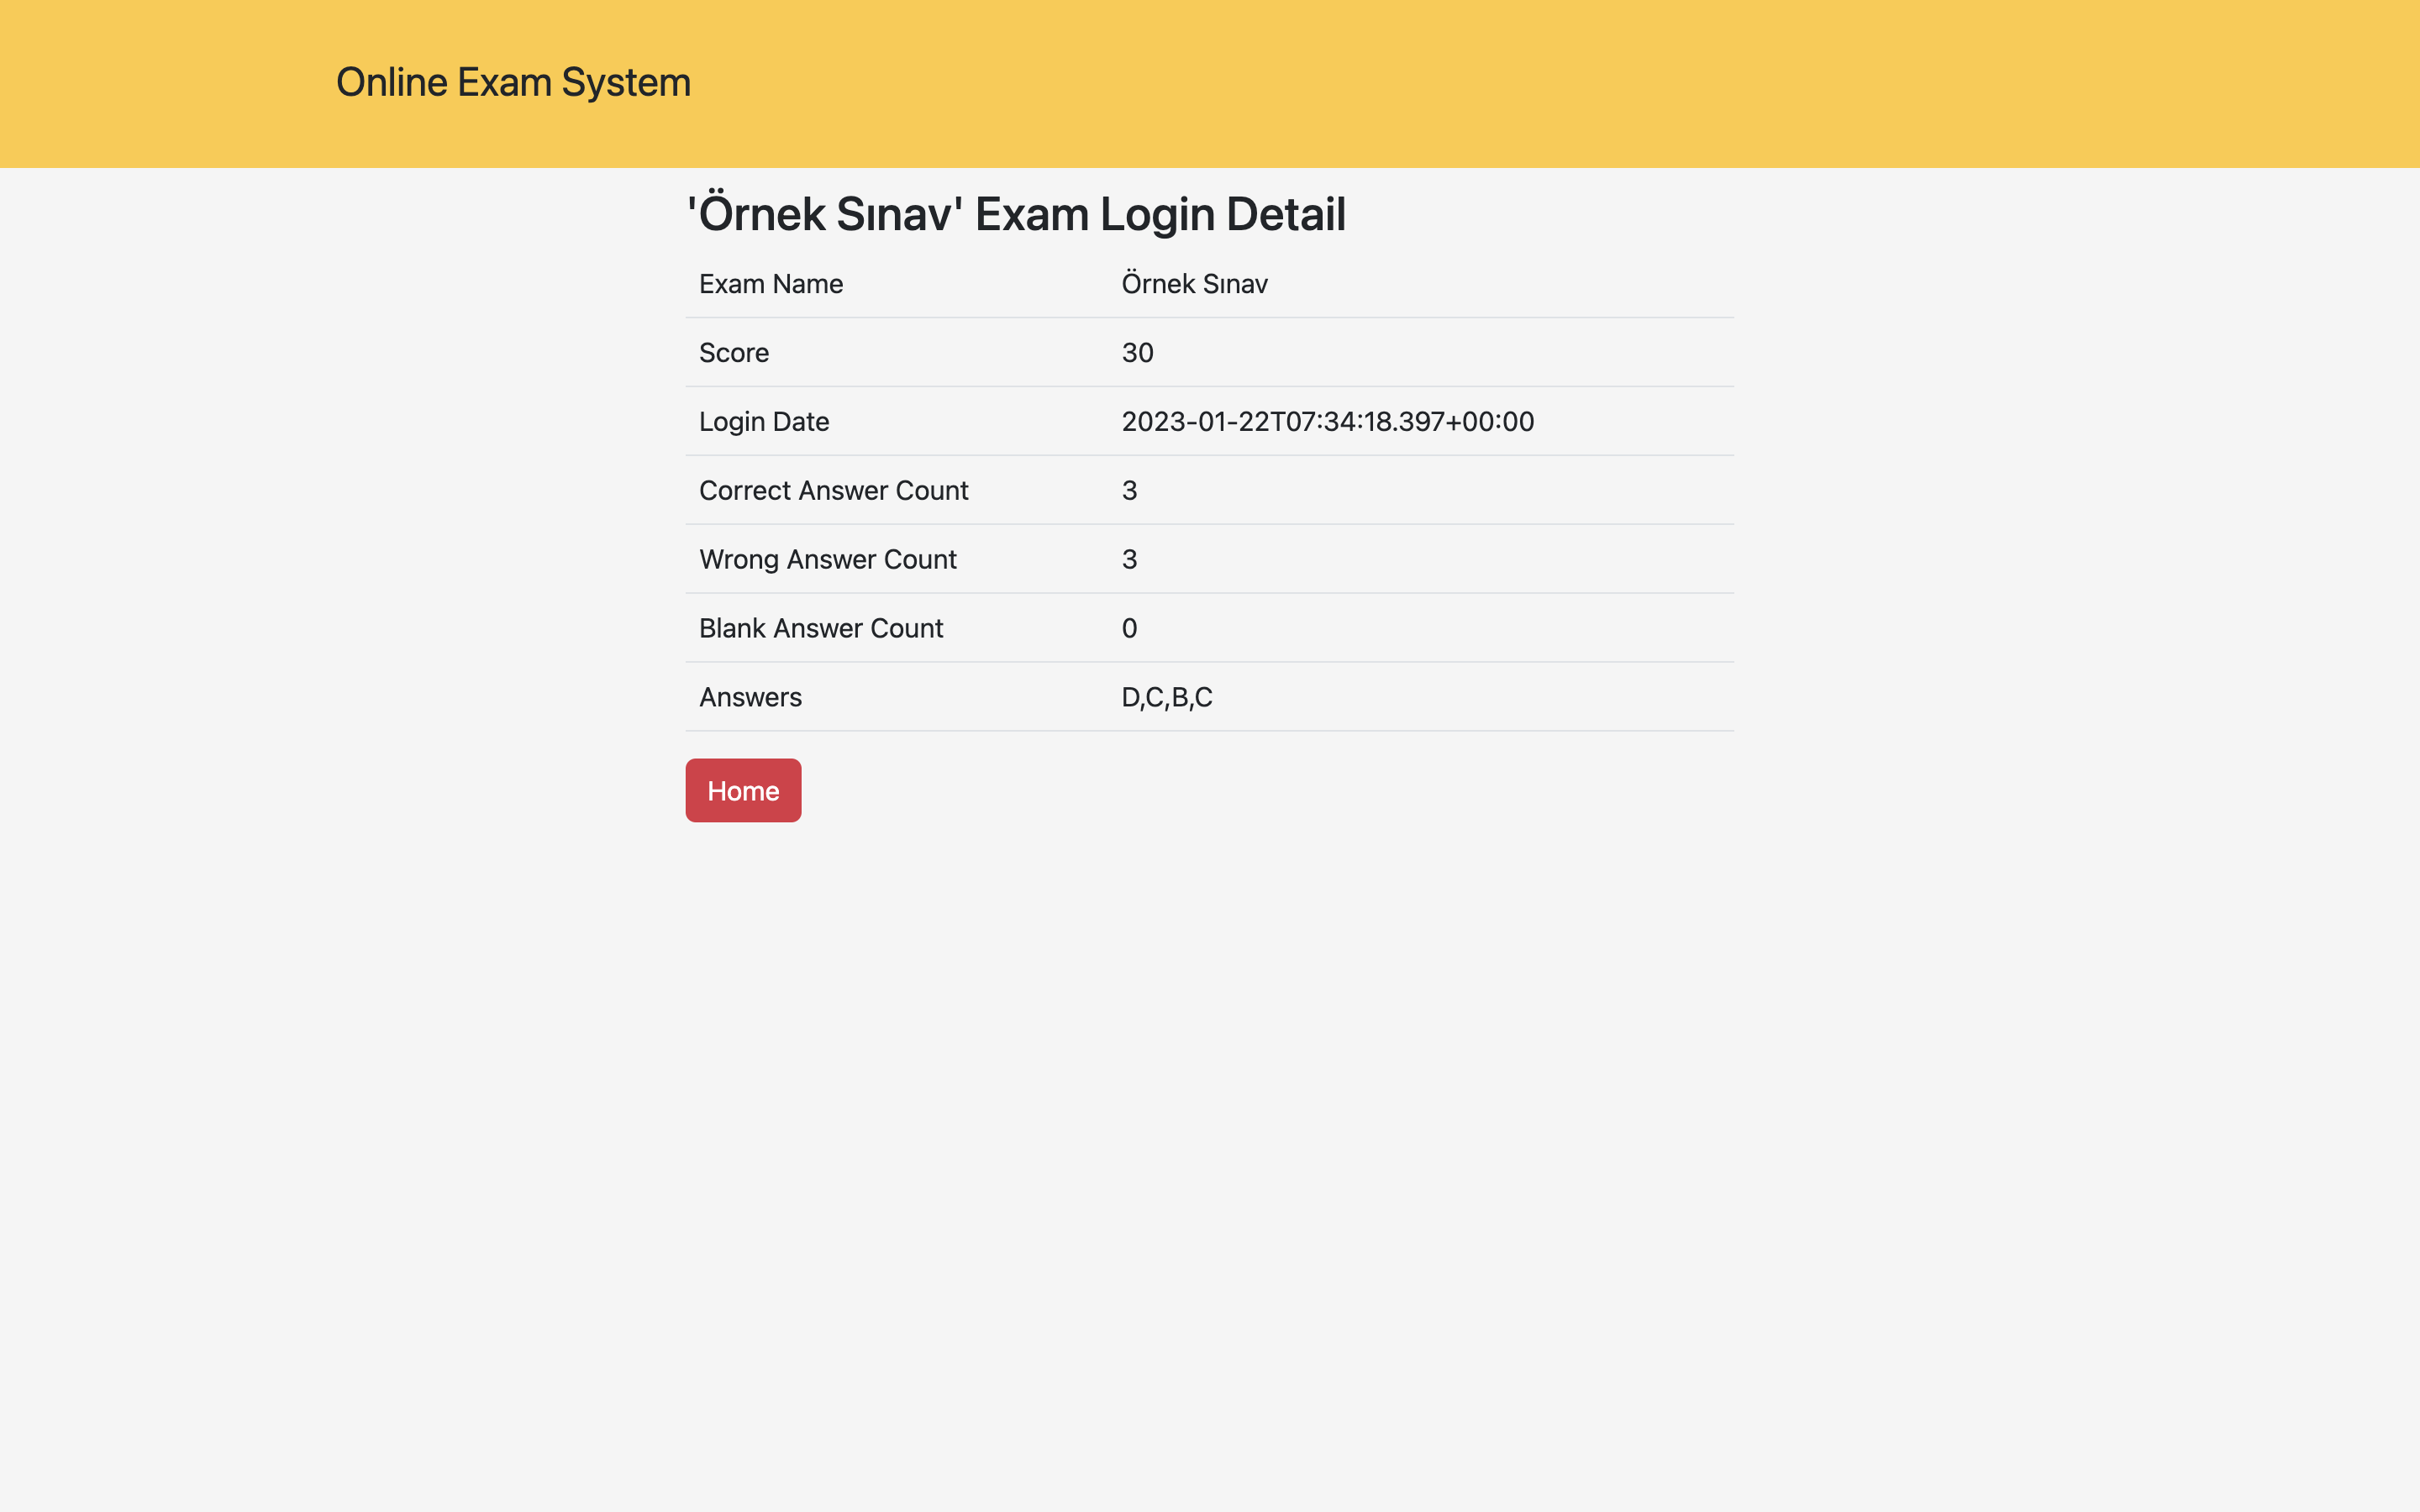 Online Exam System
'Örnek Sınav' Exam Login Detail
Exam Name Örnek Sınav
Score 30
Login Date 2023-01-22T07:34:18.397+00:00
Correct Answer Count 3
Wrong Answer Count 3
Blank Answer Count 0
Answers D,C,B,C
Home